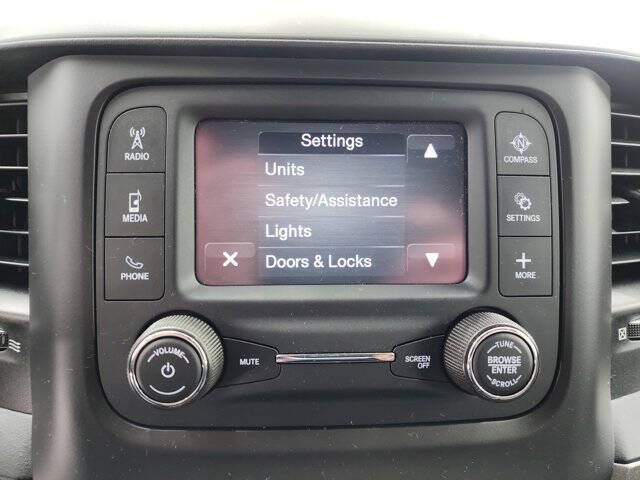 RADIO
MEDIA
PHONE
Settings
Units
Safety/Assistance
Lights
Doors & Locks
N
COMPASS
SETTINGS
MORE
VOLUME
MUTE
SCREEN
OFF
TUNE
BROWSE
ENTER
SCROLL